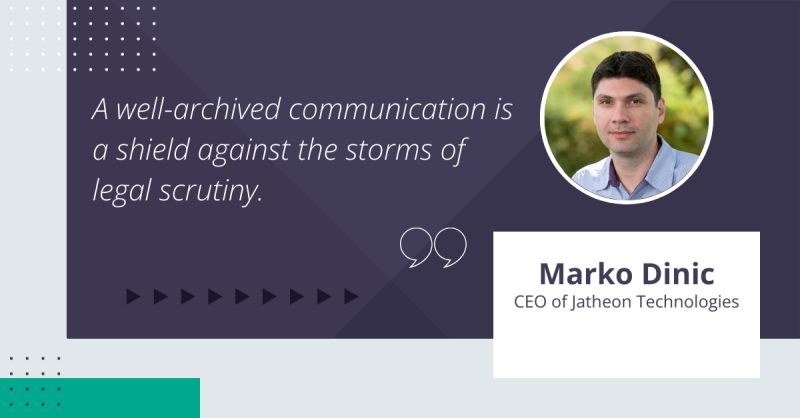 A well-archived communication is
a shield against the storms of
legal scrutiny.
Marko Dinic
CEO of Jatheon Technologies